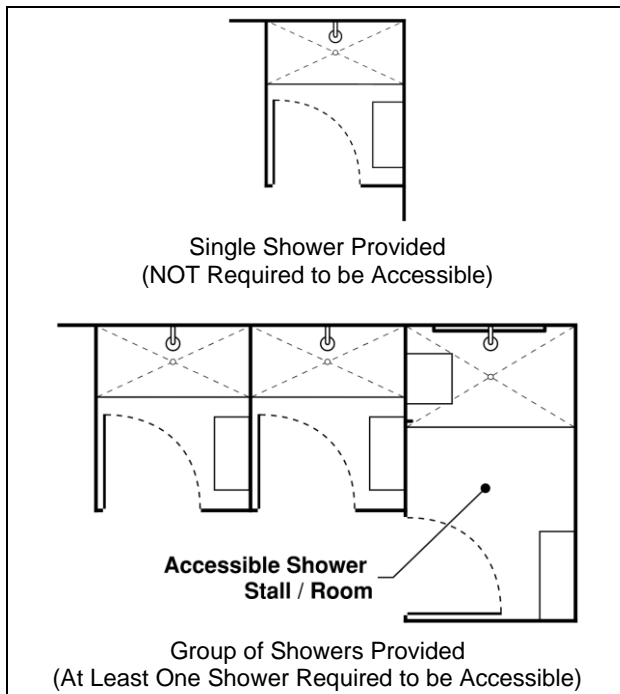 Single Shower Provided
(NOT Required to be Accessible)
Accessible Shower
Stall / Room
Group of Showers Provided
(At Least One Shower Required to be Accessible)